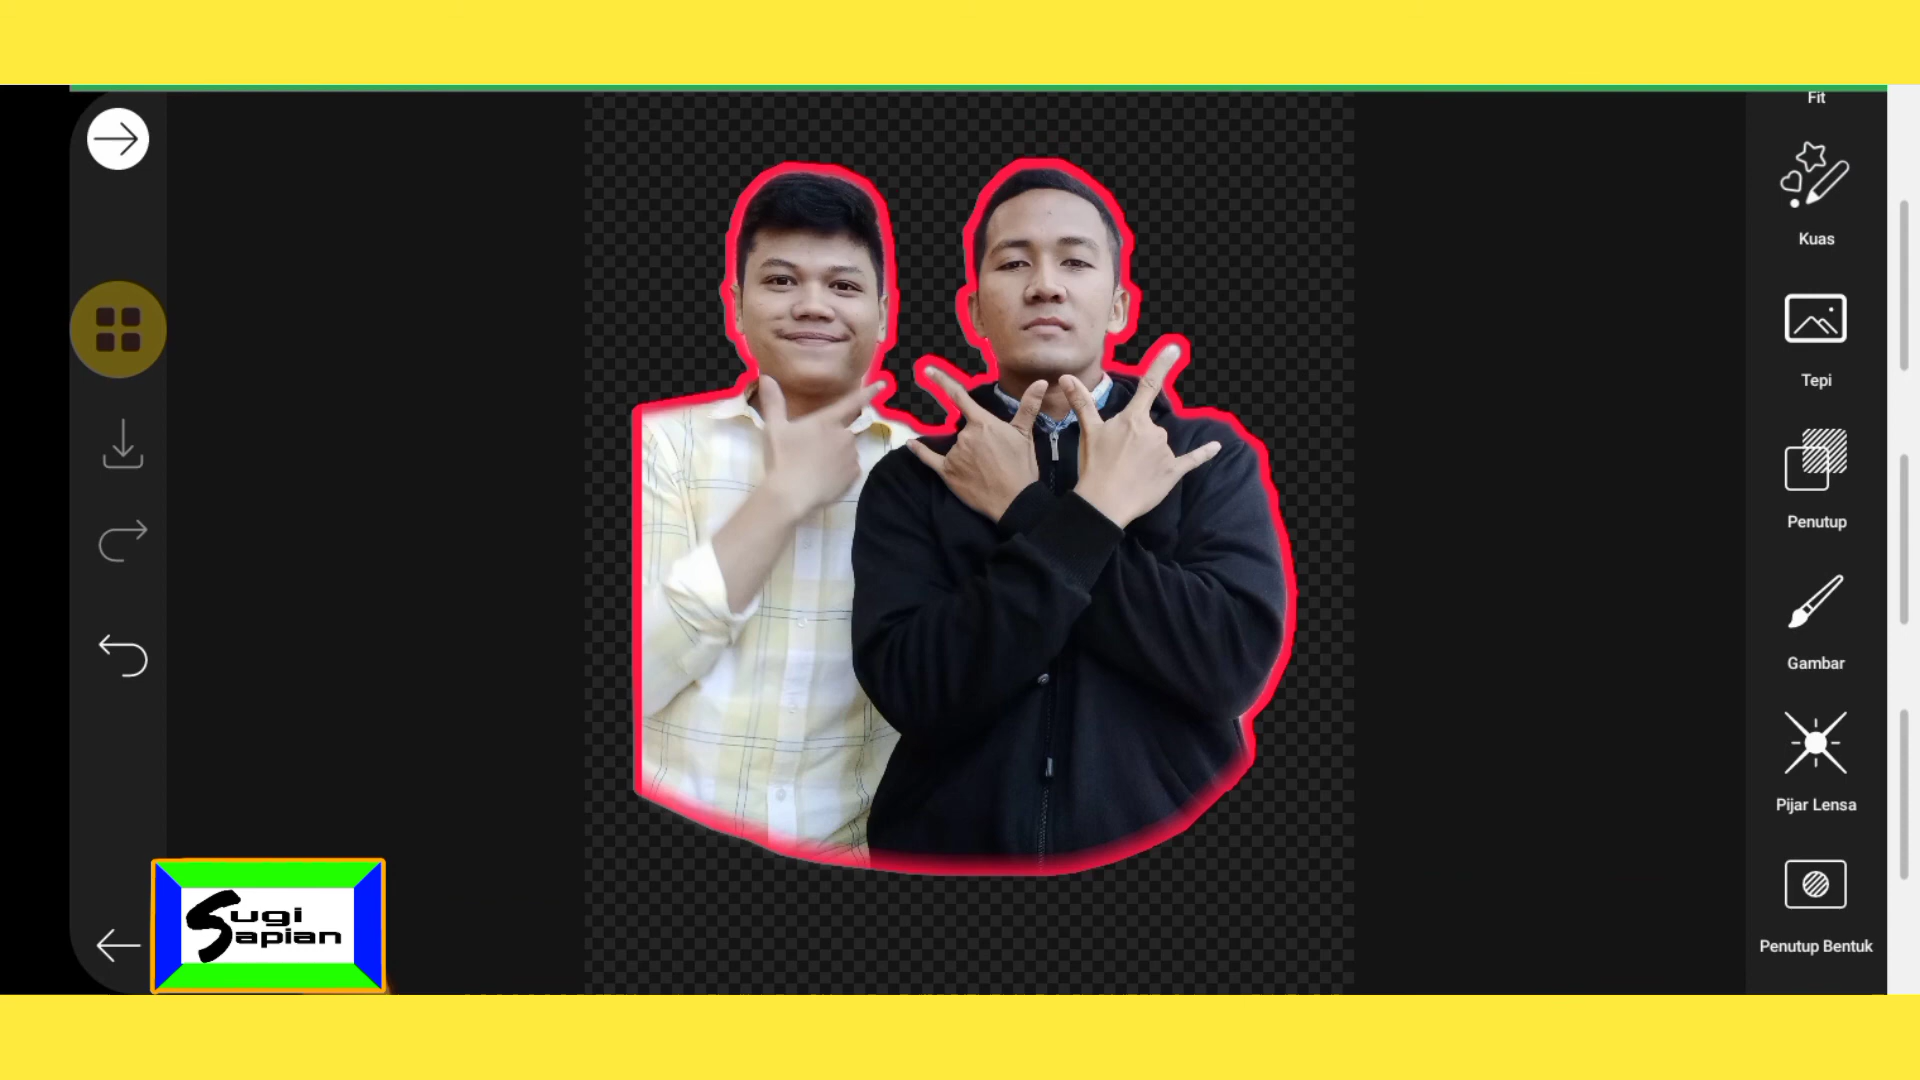 Fit
Kuas
Tepi
Penutup
Gambar
Pijar Lensa
Penutup Bentuk
Sugi
Sapian